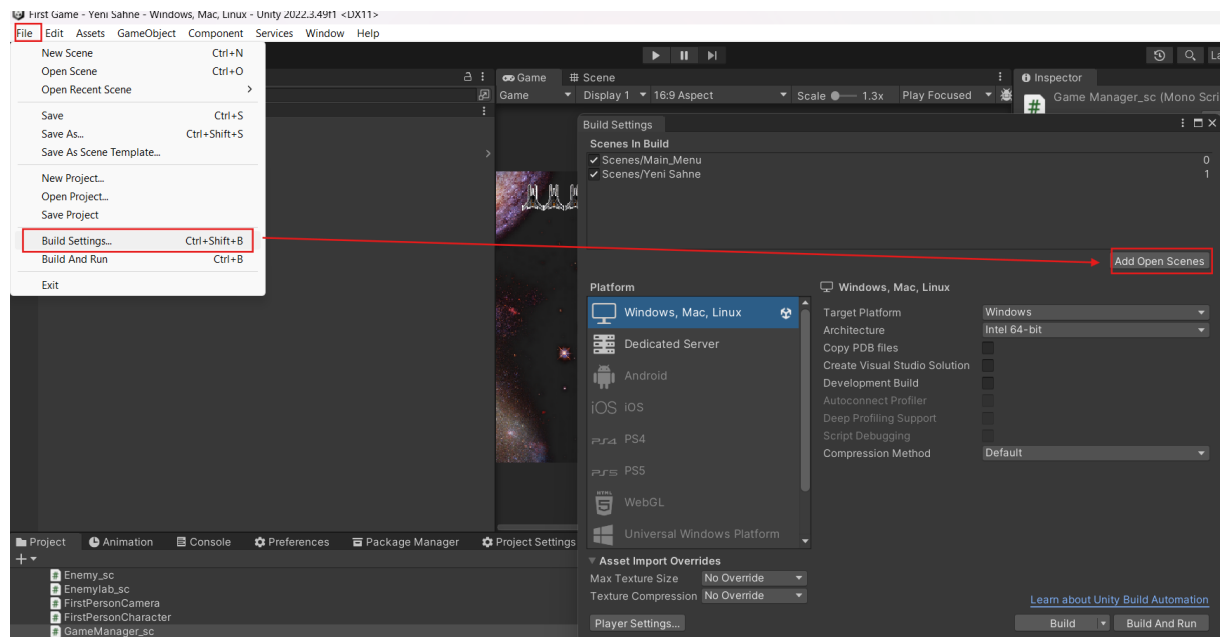 First Game - Yeni Sahne - Windows, Mac, Linux - Unity 2022.3.49f1 <DX11>
File Edit Assets GameObject Component Services Window Help
New Scene Ctrl+N
Open Scene Ctrl+O
Open Recent Scene
Save Ctrl+S
Save As... Ctrl+Shift+S
Save As Scene Template...
New Project...
Open Project...
Save Project
Build Settings... Ctrl+Shift+B
Build And Run Ctrl+B
Exit
Game Scene
Game Display 1 16:9 Aspect Scale 1.3x Play Focused
Inspector
Game Manager_sc (Mono Scri
Build Settings
Scenes In Build
Scenes/Main_Menu 0
Scenes/Yeni Sahne 1
Add Open Scenes
Platform
Windows, Mac, Linux
Dedicated Server
Android
iOS iOS
PS4 PS4
PS5 PS5
HTML 5 WebGL
Universal Windows Platform
Windows, Mac, Linux
Target Platform Windows
Architecture Intel 64-bit
Copy PDB files
Create Visual Studio Solution
Development Build
Autoconnect Profiler
Deep Profiling Support
Script Debugging
Compression Method Default
Asset Import Overrides
Max Texture Size No Override
Texture Compression No Override
Learn about Unity Build Automation
Player Settings... Build Build And Run
Project Animation Console Preferences Package Manager Project Settings
Enemy_sc
Enemylab_sc
FirstPersonCamera
FirstPersonCharacter
GameManager_sc